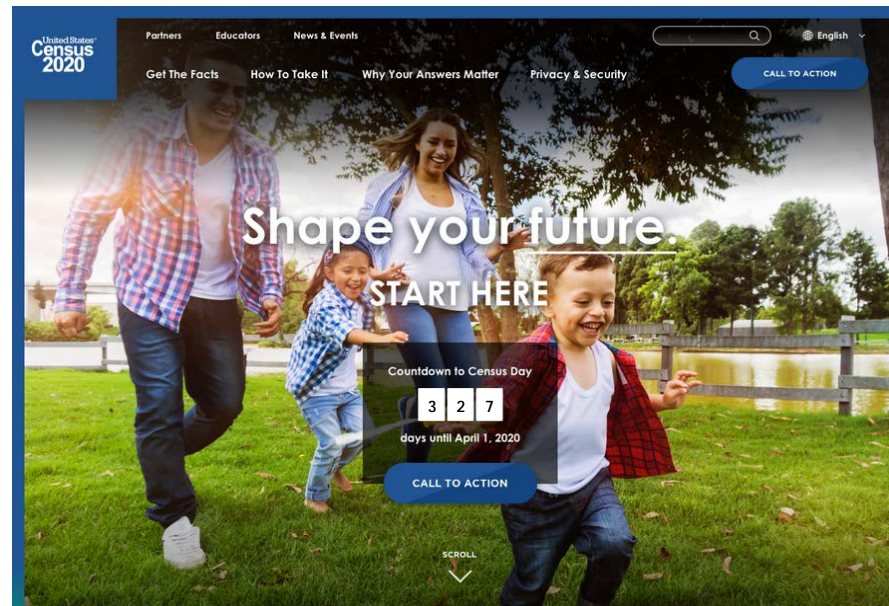 United States®
Census
2020
Partners Educators News & Events
English
Get The Facts How To Take It Why Your Answers Matter Privacy & Security
CALL TO ACTION
Shape your future.
START HERE
Countdown to Census Day
3 2 7
days until April 1, 2020
CALL TO ACTION
SCROLL